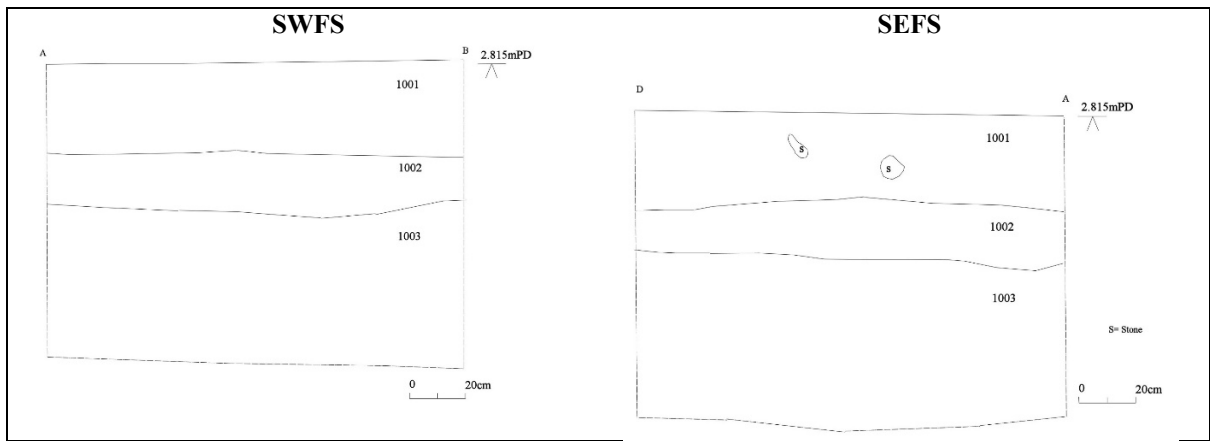 SWFS
A
B
2.815mPD
1001
1002
1003
0 20cm
SEFS
D
A
2.815mPD
1001
S
S
1002
1003
S= Stone
0 20cm